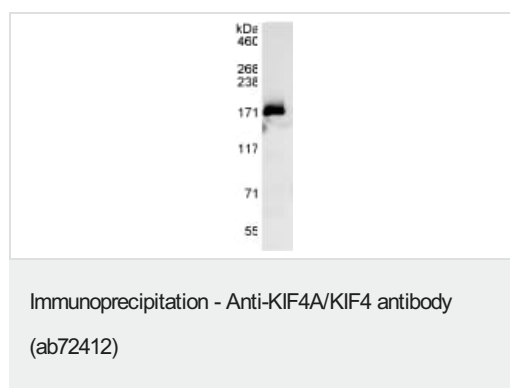 kDa
460
268
238
171
117
71
55
Immunoprecipitation - Anti-KIF4A/KIF4 antibody
(ab72412)